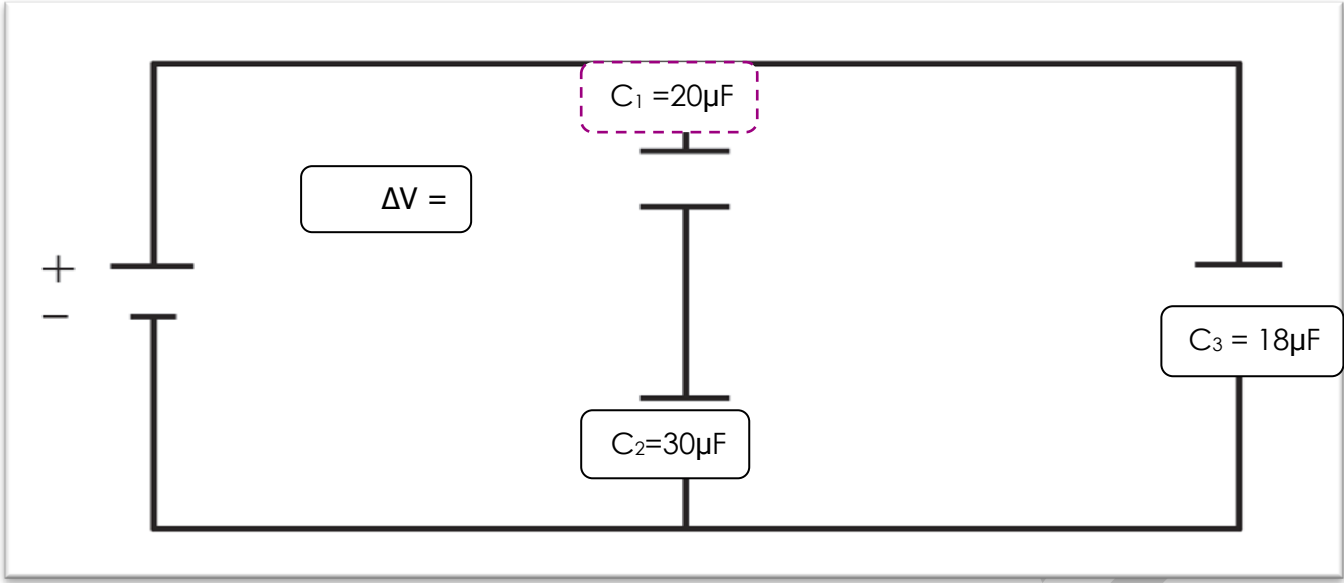 C₁ =20µF
ΔV =
+
−
C₃ = 18µF
C₂=30µF